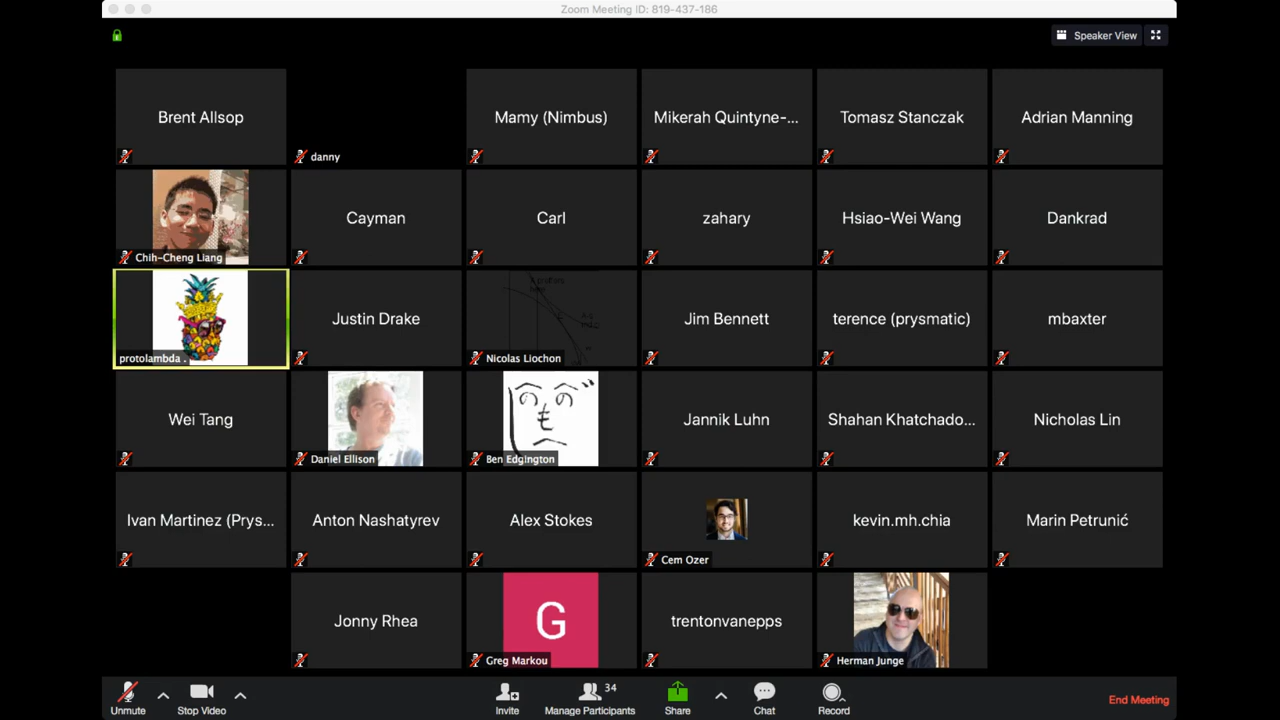 Zoom Meeting ID: 819-437-186
Speaker View
Brent Allsop
danny
Mamy (Nimbus)
Mikerah Quintyne-...
Tomasz Stanczak
Adrian Manning
Chih-Cheng Liang
Cayman
Carl
zahary
Hsiao-Wei Wang
Dankrad
protolambda .
Justin Drake
Nicolas Liochon
Jim Bennett
terence (prysmatic)
mbaxter
Wei Tang
Daniel Ellison
Ben Edgington
Jannik Luhn
Shahan Khatchado...
Nicholas Lin
Ivan Martinez (Prys...
Anton Nashatyrev
Alex Stokes
Cem Ozer
kevin.mh.chia
Marin Petrunić
Jonny Rhea
G
Greg Markou
trentonvanepps
Herman Junge
Unmute
Stop Video
Invite
34
Manage Participants
Share
Chat
Record
End Meeting